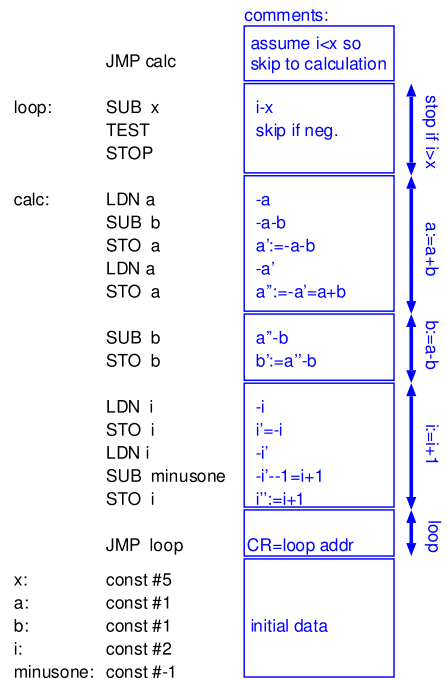 comments:
JMP calc
assume i<x so
skip to calculation
loop: SUB x i-x
TEST skip if neg.
STOP
stop if i>x
calc: LDN a -a
SUB b -a-b
STO a a':=-a-b
LDN a -a'
STO a a":=-a'=a+b
a:=a+b
SUB b a"-b
STO b b':=a''-b
b:=a-b
LDN i -i
STO i i'=-i
LDN i -i'
SUB minusone -i'--1=i+1
STO i i'':=i+1
i:=i+1
JMP loop CR=loop addr
loop
x: const #5
a: const #1
b: const #1 initial data
i: const #2
minusone: const #-1